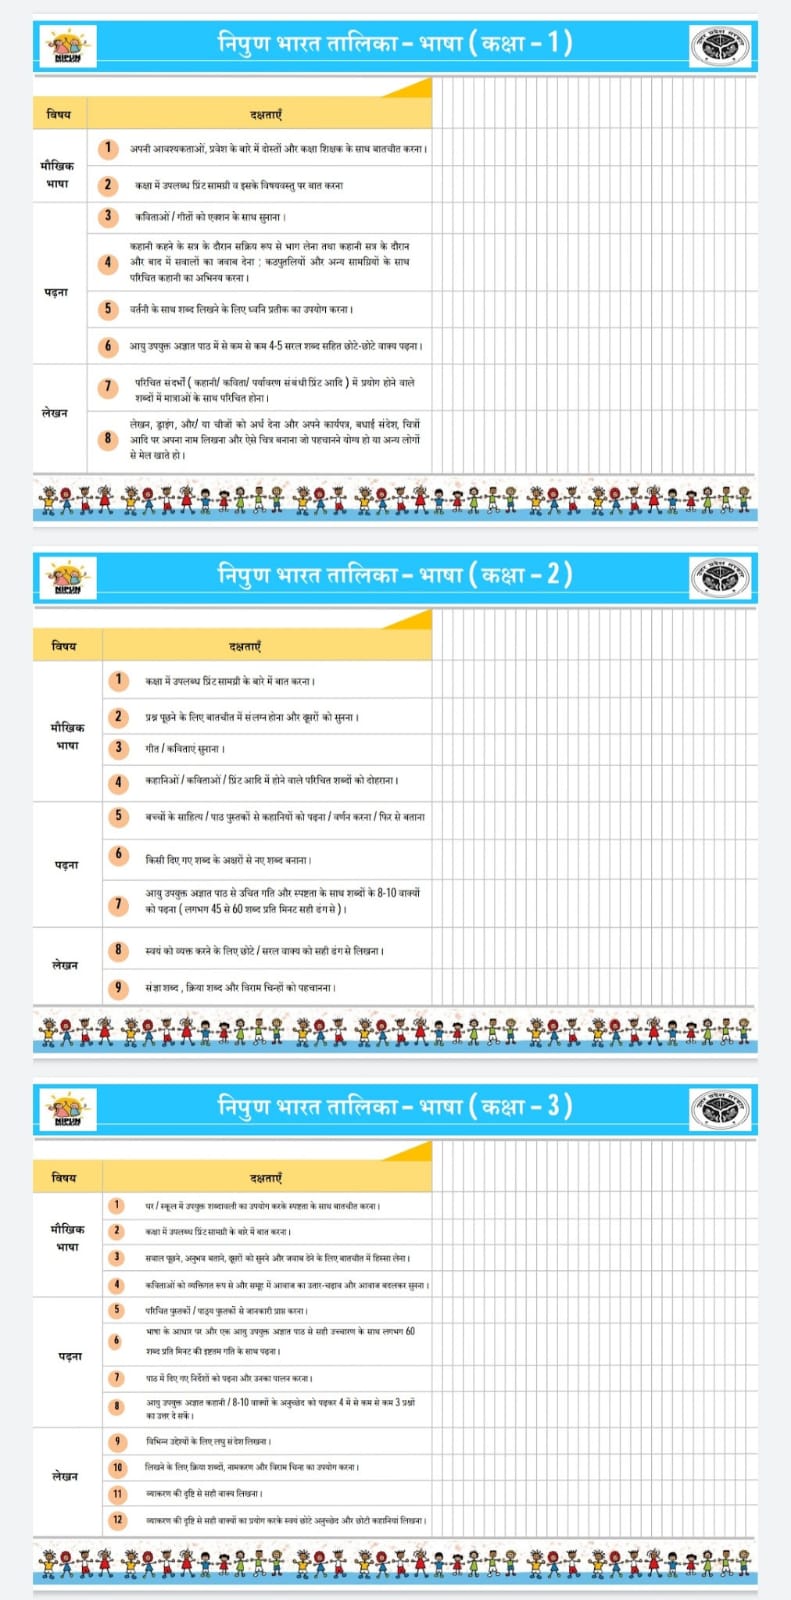 NIPUN
निपुण भारत तालिका – भाषा ( कक्षा – 1 )
विषय
दक्षताएँ
मौखिक
भाषा
1
अपनी आवश्यकताओं, प्रवेश के बारे में दोस्तों और कक्षा शिक्षक के साथ बातचीत करना।
2
कक्षा में उपलब्ध प्रिंट सामग्री व इसके विषयवस्तु पर बात करना
पढ़ना
3
कविताओं / गीतों को एक्शन के साथ सुनाना।
4
कहानी कहने के सत्र के दौरान सक्रिय रूप से भाग लेना तथा कहानी सत्र के दौरान
और बाद में सवालों का जवाब देना ; कठपुतलियों और अन्य सामग्रियों के साथ
परिचित कहानी का अभिनय करना।
5
वर्तनी के साथ शब्द लिखने के लिए ध्वनि प्रतीक का उपयोग करना।
6
आयु उपयुक्त अज्ञात पाठ में से कम से कम 4-5 सरल शब्द सहित छोटे-छोटे वाक्य पढ़ना।
लेखन
7
परिचित संदर्भों ( कहानी/ कविता/ पर्यावरण संबंधी प्रिंट आदि ) में प्रयोग होने वाले
शब्दों में मात्राओं के साथ परिचित होना।
8
लेखन, ड्राइंग, और/ या चीजों को अर्थ देना और अपने कार्यपत्र, बधाई संदेश, चित्रों
आदि पर अपना नाम लिखना और ऐसे चित्र बनाना जो पहचानने योग्य हो या अन्य लोगों
से मेल खाते हो।
NIPUN
निपुण भारत तालिका – भाषा ( कक्षा – 2 )
विषय
दक्षताएँ
मौखिक
भाषा
1
कक्षा में उपलब्ध प्रिंट सामग्री के बारे में बात करना।
2
प्रश्न पूछने के लिए बातचीत में संलग्न होना और दूसरों को सुनना।
3
गीत / कविताएं सुनाना ।
4
कहानिओं / कविताओं / प्रिंट आदि में होने वाले परिचित शब्दों को दोहराना।
पढ़ना
5
बच्चों के साहित्य / पाठ पुस्तकों से कहानियों को पढ़ना / वर्णन करना / फिर से बताना
6
किसी दिए गए शब्द के अक्षरों से नए शब्द बनाना।
7
आयु उपयुक्त अज्ञात पाठ से उचित गति और स्पष्टता के साथ शब्दों के 8-10 वाक्यों
को पढ़ना ( लगभग 45 से 60 शब्द प्रति मिनट सही ढंग से )।
लेखन
8
स्वयं को व्यक्त करने के लिए छोटे / सरल वाक्य को सही ढंग से लिखना।
9
संज्ञा शब्द , क्रिया शब्द और विराम चिन्हों को पहचानना।
NIPUN
निपुण भारत तालिका – भाषा ( कक्षा – 3 )
विषय
दक्षताएँ
मौखिक
भाषा
1
घर / स्कूल में उपयुक्त शब्दावली का उपयोग करके स्पष्टता के साथ बातचीत करना।
2
कक्षा में उपलब्ध प्रिंट सामग्री के बारे में बात करना।
3
सवाल पूछने, अनुभव बताने, दूसरों को सुनने और जवाब देने के लिए बातचीत में हिस्सा लेना।
4
कविताओं को व्यक्तिगत रूप से और समूह में आवाज का उतार-चढ़ाव और आवाज बदलकर सुनना।
पढ़ना
5
परिचित पुस्तकों / पाठ्य पुस्तकों से जानकारी प्राप्त करना।
6
भाषा के आधार पर और एक आयु उपयुक्त अज्ञात पाठ से सही उच्चारण के साथ लगभग 60
शब्द प्रति मिनट की इष्टतम गति के साथ पढ़ना।
7
पाठ में दिए गए निर्देशों को पढ़ना और उनका पालन करना।
8
आयु उपयुक्त अज्ञात कहानी / 8-10 वाक्यों के अनुच्छेद को पढ़कर 4 में से कम से कम 3 प्रश्नों
का उत्तर दे सकें।
लेखन
9
विभिन्न उद्देश्यों के लिए लघु संदेश लिखना।
10
लिखने के लिए क्रिया शब्दों, नामकरण और विराम चिन्ह का उपयोग करना।
11
व्याकरण की दृष्टि से सही वाक्य लिखना।
12
व्याकरण की दृष्टि से सही वाक्यों का प्रयोग करके स्वयं छोटे अनुच्छेद और छोटी कहानियां लिखना।